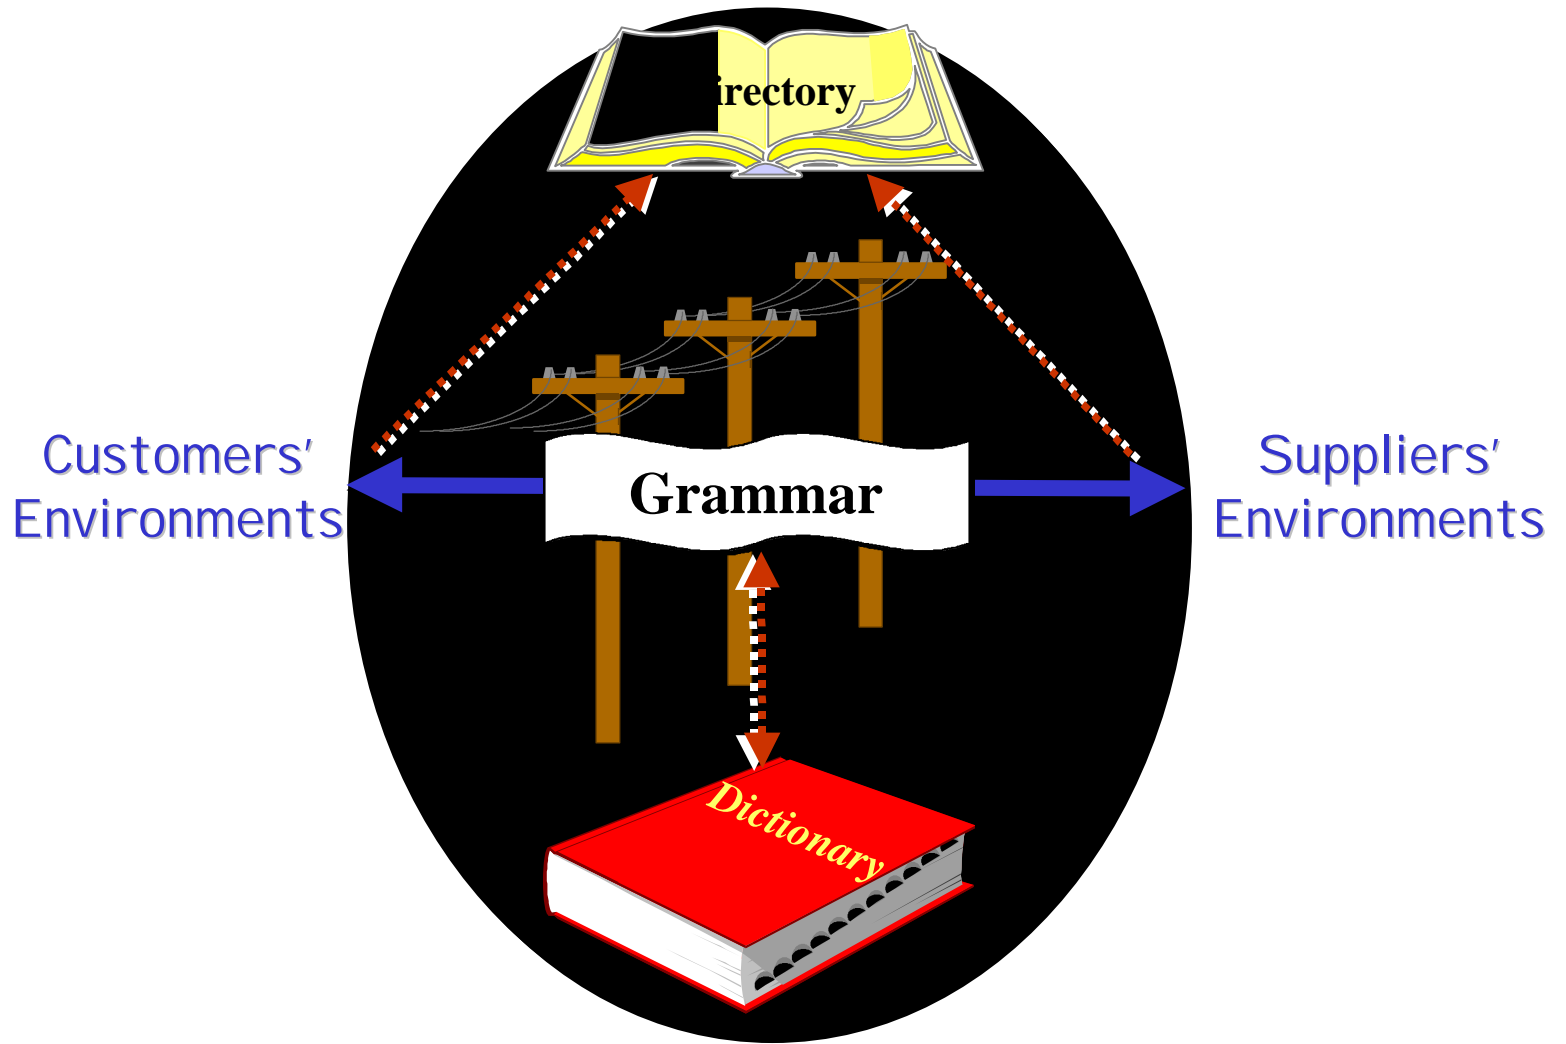 irectory
Customers'
Environments
Grammar
Suppliers'
Environments
Dictionary